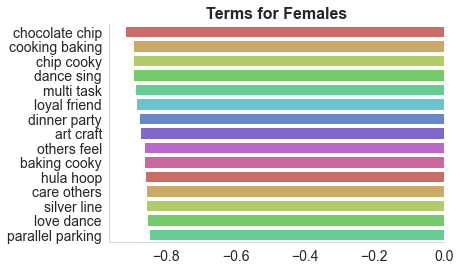 Terms for Females
chocolate chip
cooking baking
chip cooky
dance sing
multi task
loyal friend
dinner party
art craft
others feel
baking cooky
hula hoop
care others
silver line
love dance
parallel parking
−0.8 −0.6 −0.4 −0.2 0.0